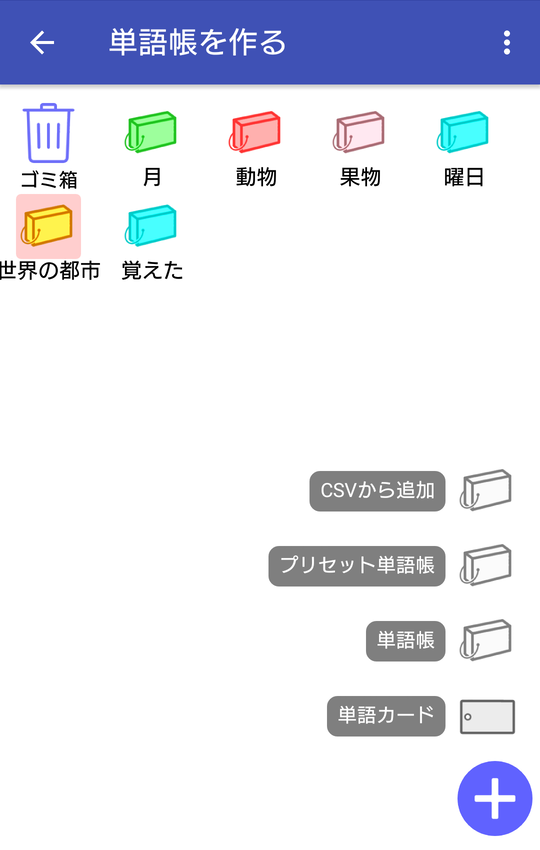 単語帳を作る
ゴミ箱
月
動物
果物
曜日
世界の都市
覚えた
CSVから追加
プリセット単語帳
単語帳
単語カード